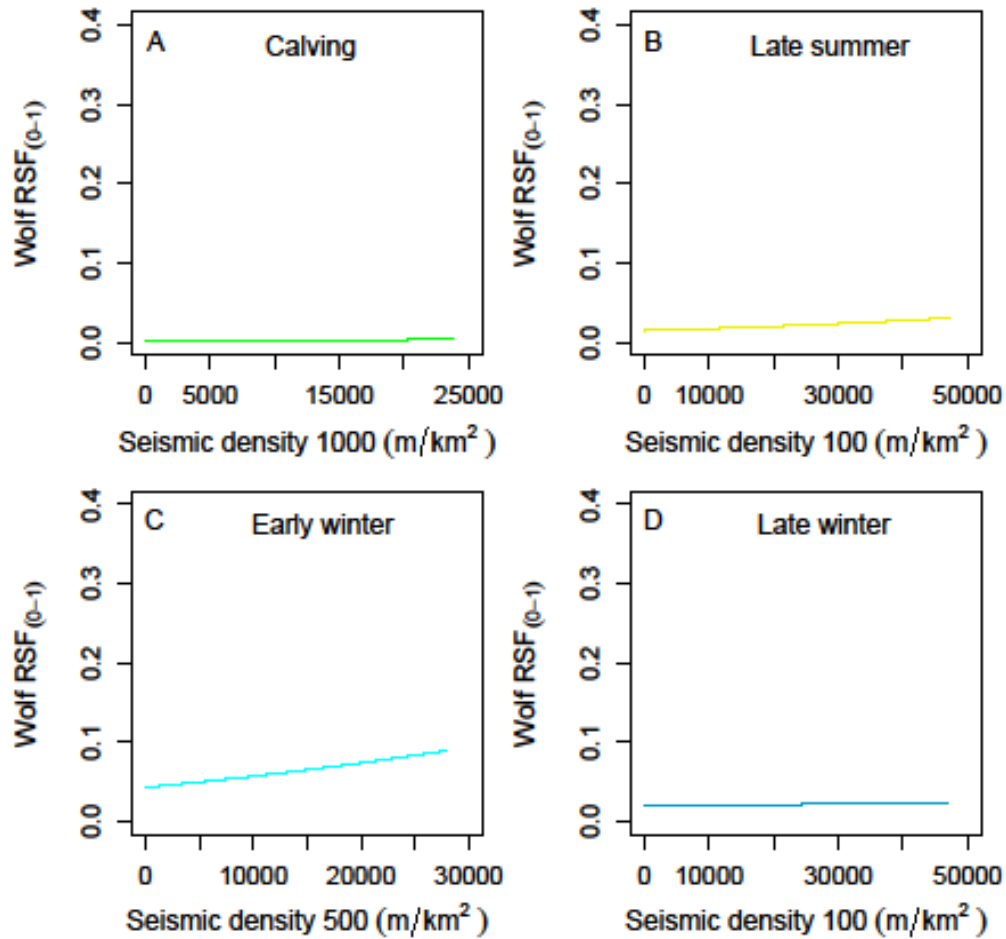 A Calving
Wolf RSF(0–1)
0.4
0.3
0.2
0.1
0.0
0 5000 15000 25000
Seismic density 1000 (m/km²)
B Late summer
Wolf RSF(0–1)
0.4
0.3
0.2
0.1
0.0
0 10000 30000 50000
Seismic density 100 (m/km²)
C Early winter
Wolf RSF(0–1)
0.4
0.3
0.2
0.1
0.0
0 10000 20000 30000
Seismic density 500 (m/km²)
D Late winter
Wolf RSF(0–1)
0.4
0.3
0.2
0.1
0.0
0 10000 30000 50000
Seismic density 100 (m/km²)